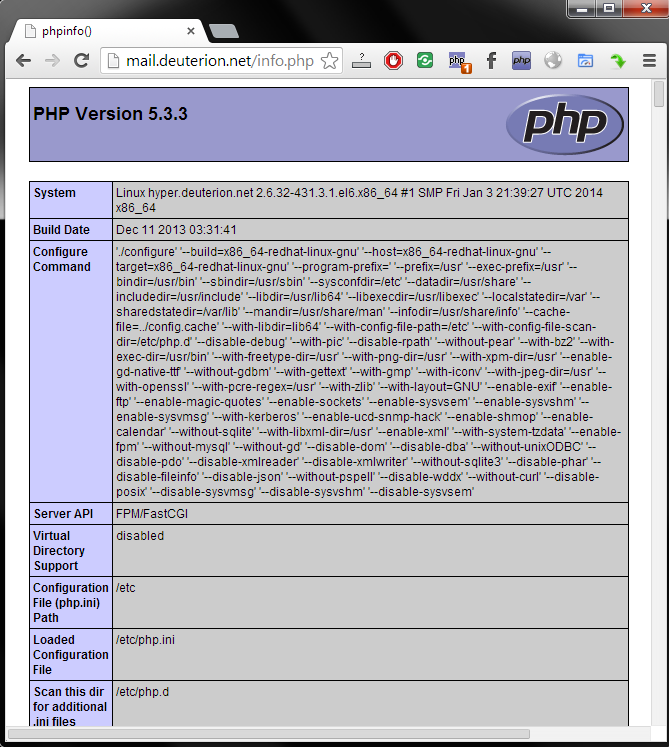 phpinfo()
mail.deuterion.net/info.php
?
php
1
f
php
PHP Version 5.3.3
php
System
Linux hyper.deuterion.net 2.6.32-431.3.1.el6.x86_64 #1 SMP Fri Jan 3 21:39:27 UTC 2014
x86_64
Build Date
Dec 11 2013 03:31:41
Configure
Command
'./configure' '--build=x86_64-redhat-linux-gnu' '--host=x86_64-redhat-linux-gnu' '--
target=x86_64-redhat-linux-gnu' '--program-prefix=' '--prefix=/usr' '--exec-prefix=/usr' '--
bindir=/usr/bin' '--sbindir=/usr/sbin' '--sysconfdir=/etc' '--datadir=/usr/share' '--
includedir=/usr/include' '--libdir=/usr/lib64' '--libexecdir=/usr/libexec' '--localstatedir=/var' '--
sharedstatedir=/var/lib' '--mandir=/usr/share/man' '--infodir=/usr/share/info' '--cache-
file=../config.cache' '--with-libdir=lib64' '--with-config-file-path=/etc' '--with-config-file-scan-
dir=/etc/php.d' '--disable-debug' '--with-pic' '--disable-rpath' '--without-pear' '--with-bz2' '--with-
exec-dir=/usr/bin' '--with-freetype-dir=/usr' '--with-png-dir=/usr' '--with-xpm-dir=/usr' '--enable-
gd-native-ttf' '--without-gdbm' '--with-gettext' '--with-gmp' '--with-iconv' '--with-jpeg-dir=/usr' '--
with-openssl' '--with-pcre-regex=/usr' '--with-zlib' '--with-layout=GNU' '--enable-exif' '--enable-
ftp' '--enable-magic-quotes' '--enable-sockets' '--enable-sysvsem' '--enable-sysvshm' '--
enable-sysvmsg' '--with-kerberos' '--enable-ucd-snmp-hack' '--enable-shmop' '--enable-
calendar' '--without-sqlite' '--with-libxml-dir=/usr' '--enable-xml' '--with-system-tzdata' '--enable-
fpm' '--without-mysql' '--without-gd' '--disable-dom' '--disable-dba' '--without-unixODBC' '--
disable-pdo' '--disable-xmlreader' '--disable-xmlwriter' '--without-sqlite3' '--disable-phar' '--
disable-fileinfo' '--disable-json' '--without-pspell' '--disable-wddx' '--without-curl' '--disable-
posix' '--disable-sysvmsg' '--disable-sysvshm' '--disable-sysvsem'
Server API
FPM/FastCGI
Virtual
Directory
Support
disabled
Configuration
File (php.ini)
Path
/etc
Loaded
Configuration
File
/etc/php.ini
Scan this dir
for additional
.ini files
/etc/php.d